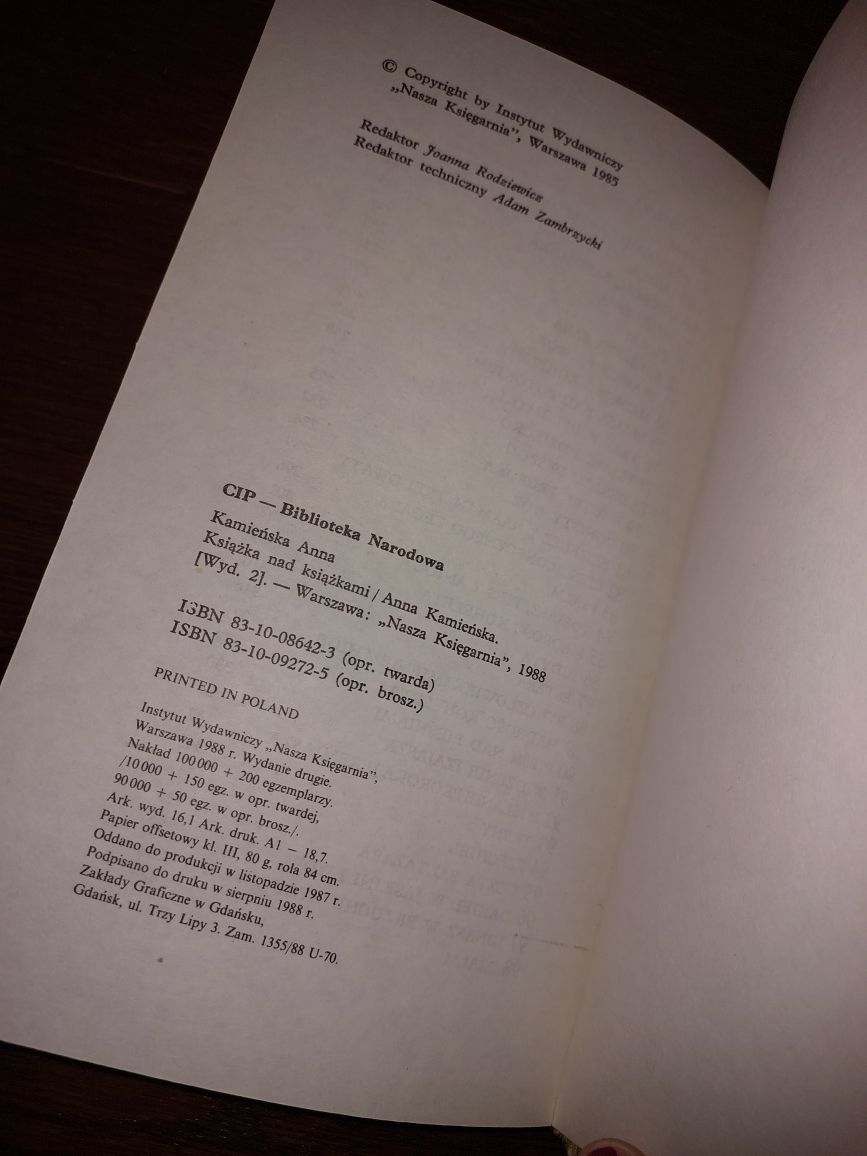 © Copyright by Instytut Wydawniczy
„Nasza Księgarnia”, Warszawa 1985
Redaktor Joanna Rodziewicz
Redaktor techniczny Adam Zambrzycki
CIP — Biblioteka Narodowa
Kamieńska Anna
Książka nad książkami / Anna Kamieńska.
[Wyd. 2]. — Warszawa: „Nasza Księgarnia”, 1988
ISBN 83-10-08642-3 (opr. twarda)
ISBN 83-10-09272-5 (opr. brosz.)
PRINTED IN POLAND
Instytut Wydawniczy „Nasza Księgarnia”,
Warszawa 1988 r. Wydanie drugie.
Nakład 100 000 + 200 egzemplarzy.
/10 000 + 150 egz. w opr. twardej,
90 000 + 50 egz. w opr. brosz./.
Ark. wyd. 16,1 Ark. druk. A1 — 18,7.
Papier offsetowy kl. III, 80 g, rola 84 cm.
Oddano do produkcji w listopadzie 1987 r.
Podpisano do druku w sierpniu 1988 r.
Zakłady Graficzne w Gdańsku,
Gdańsk, ul. Trzy Lipy 3. Zam. 1355/88 U-70.